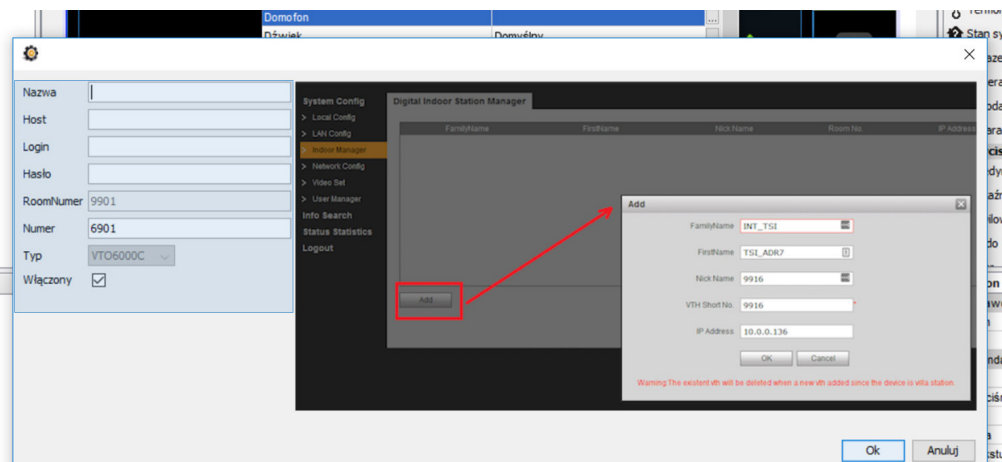 Domofon
...
Dźwięk Domyślny
Stan sy
Nazwa
Host
Login
Hasło
RoomNumer 9901
Numer 6901
Typ VTO6000C
Włączony
System Config
> Local Config
> LAN Config
> Indoor Manager
> Network Config
> Video Set
> User Manager
Info Search
Status Statistics
Logout
Digital Indoor Station Manager
FamilyName FirstName Nick Name Room No. IP Address
Add
Add
FamilyName INT_TSI
FirstName TSI_ADR7
Nick Name 9916
VTH Short No. 9916 *
IP Address 10.0.0.136
OK Cancel
Warning:The existent vth will be deleted when a new vth added since the device is villa station.
Ok Anuluj